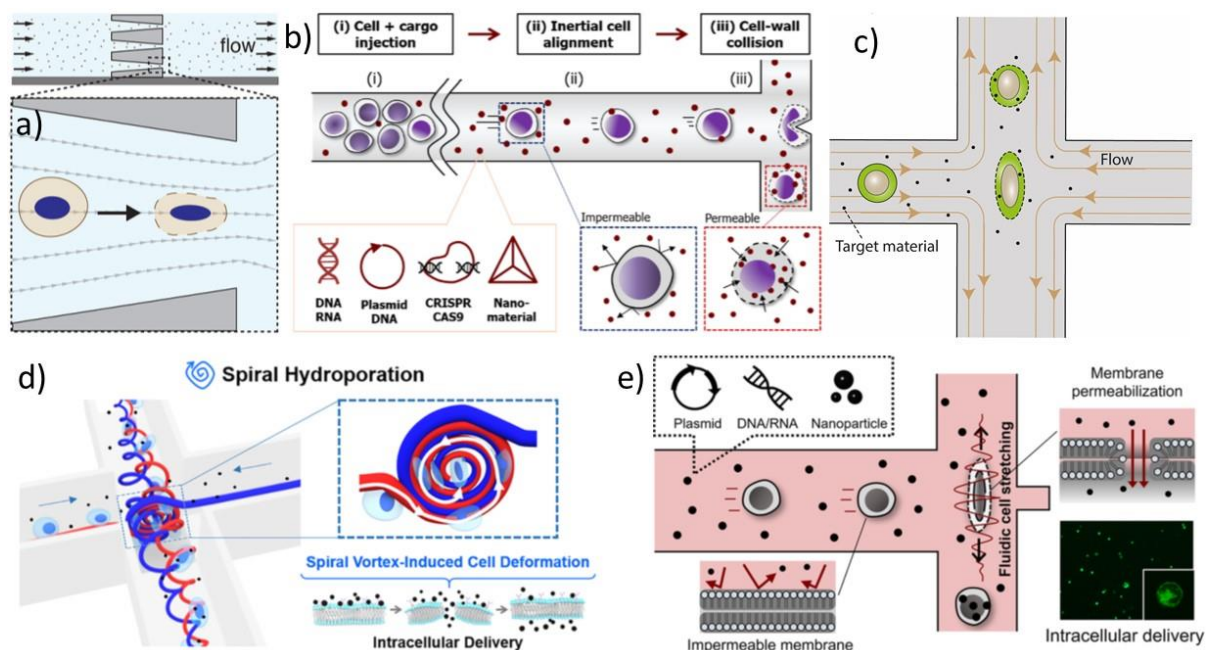 flow
a)
b)
(i) Cell + cargo
injection
(ii) Inertial cell
alignment
(iii) Cell-wall
collision
(i)
(ii)
(iii)
DNA
RNA
Plasmid
DNA
CRISPR
CAS9
Nano-
material
Impermeable
Permeable
c)
Flow
Target material
d)
Spiral Hydroporation
Spiral Vortex-Induced Cell Deformation
Intracellular Delivery
e)
Plasmid
DNA/RNA
Nanoparticle
Fluidic cell stretching
Impermeable membrane
Membrane
permeabilization
Intracellular delivery